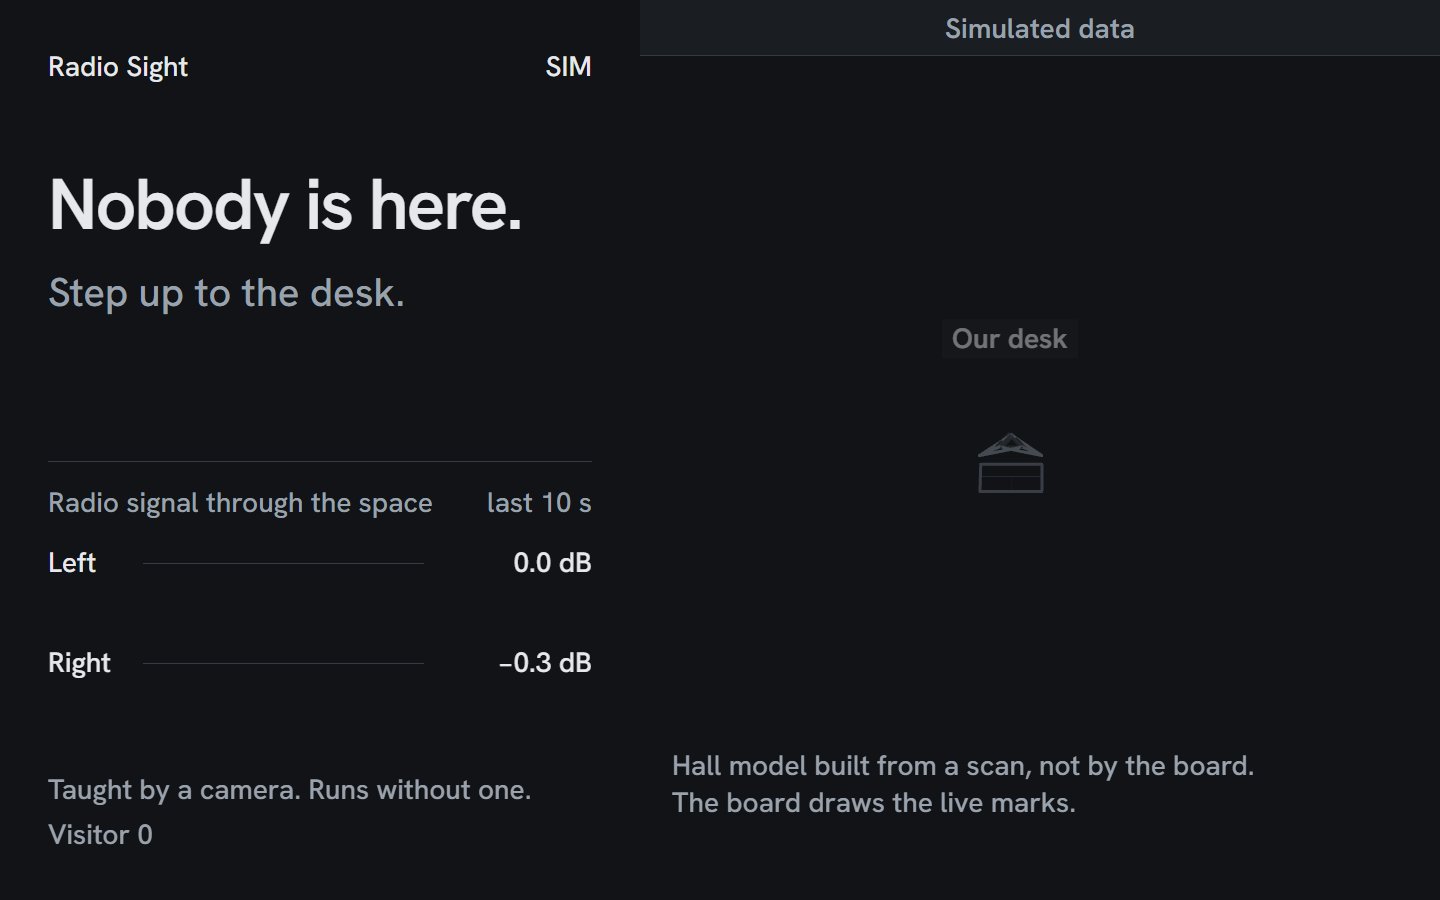 Radio Sight
SIM
Nobody is here.
Step up to the desk.
Radio signal through the space
last 10 s
Left
0.0 dB
Right
−0.3 dB
Taught by a camera. Runs without one.
Visitor 0
Simulated data
Our desk
Hall model built from a scan, not by the board.
The board draws the live marks.